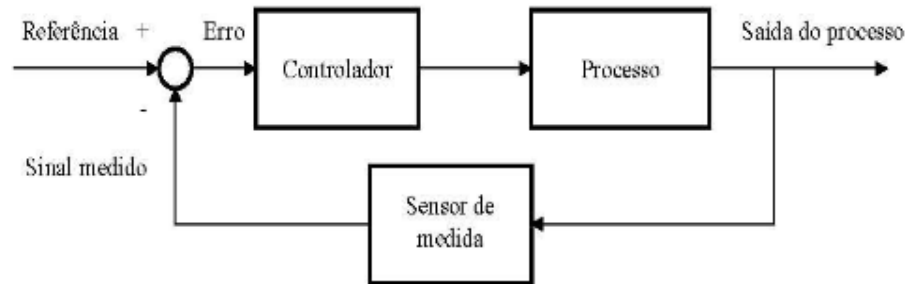 Referência + Erro Saída do processo
Controlador Processo
-
Sinal medido
Sensor de
medida